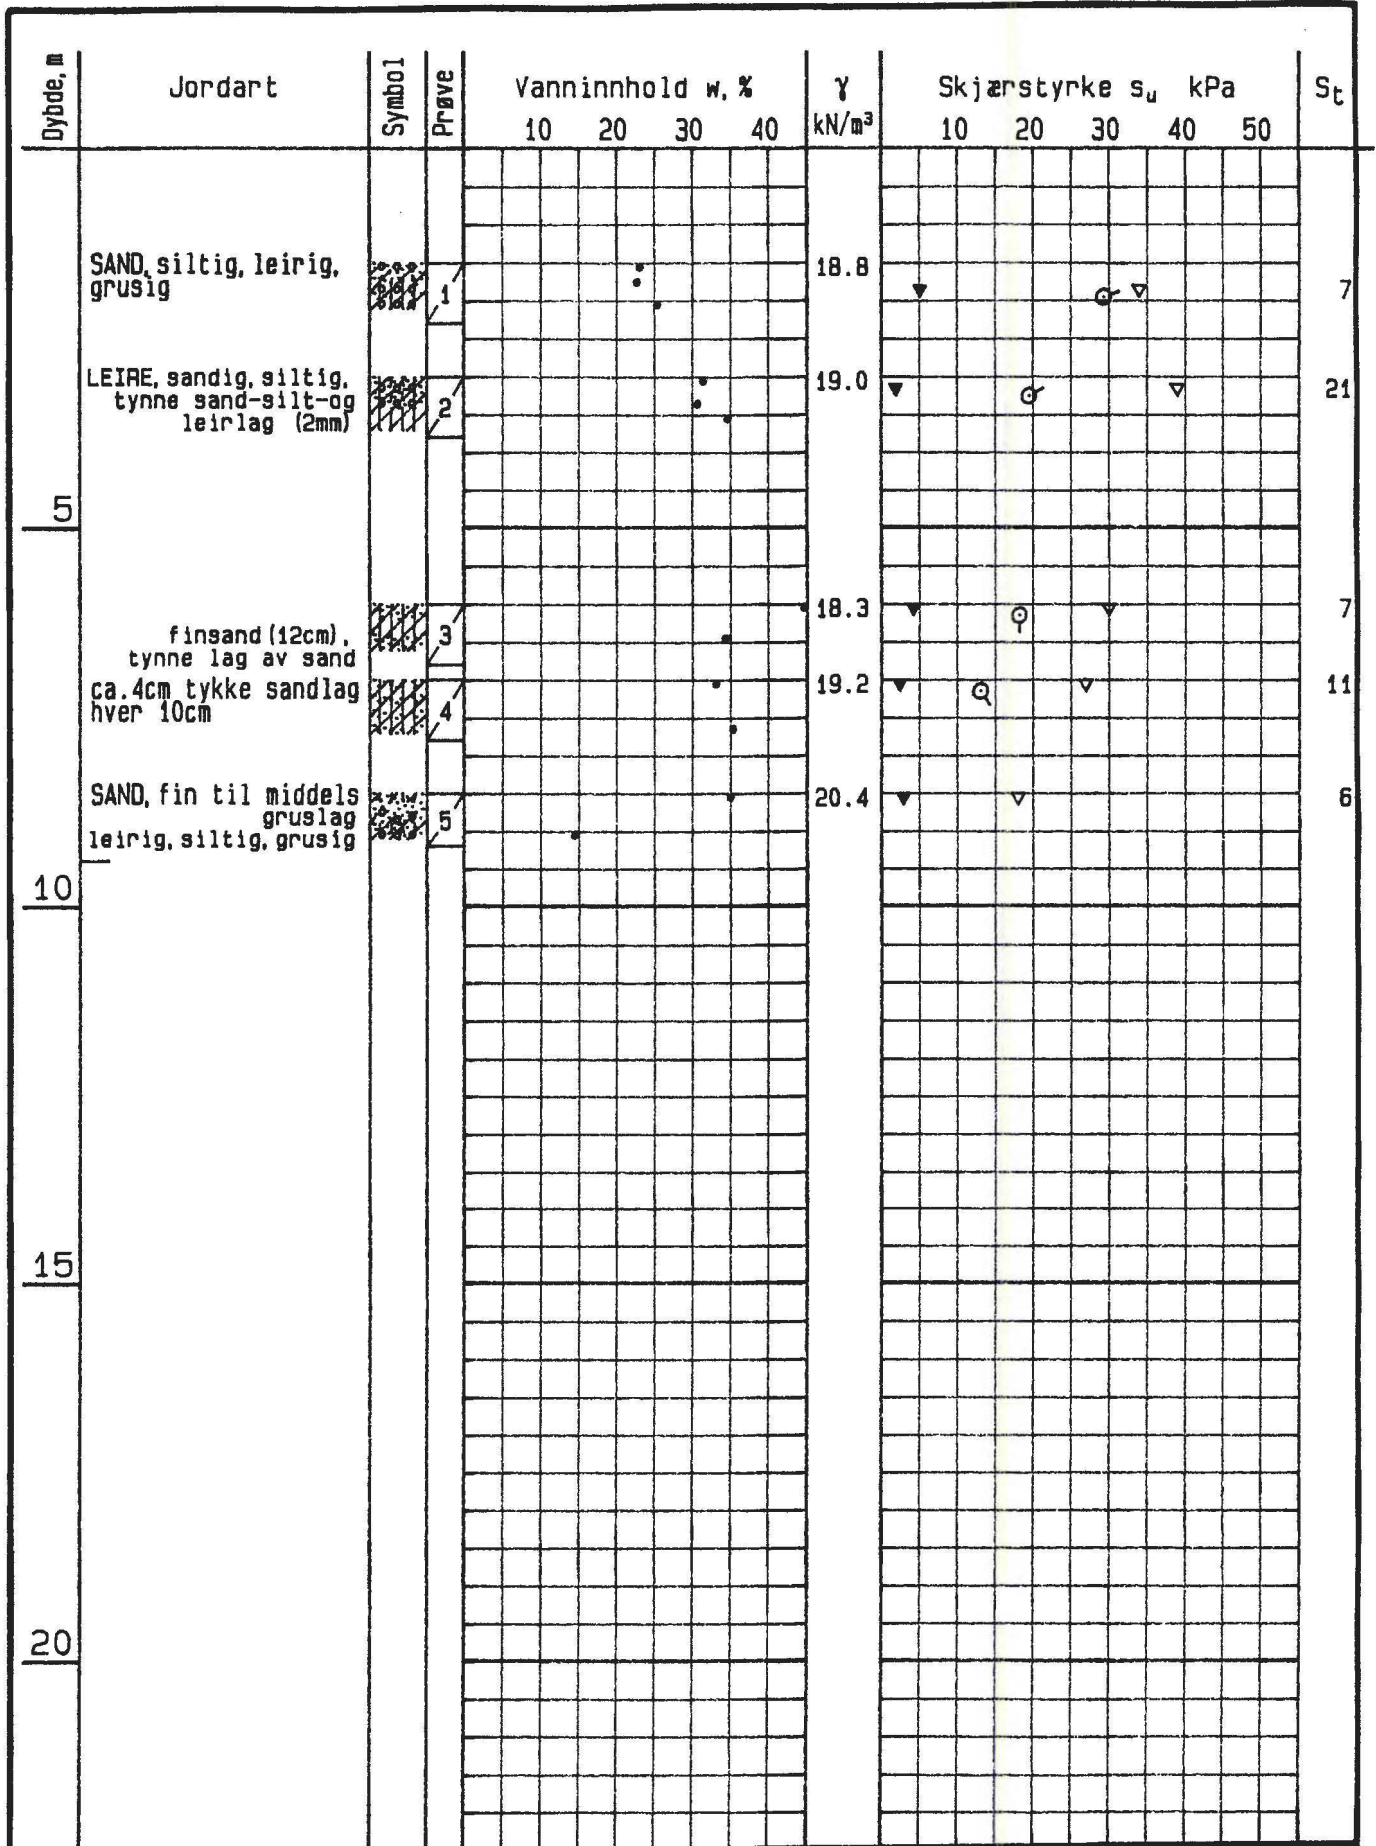 Dybde, m
Jordart
Symbol
Prøve
Vanninnhold w, %
10 20 30 40
γ
kN/m³
Skjærstyrke sᵤ kPa
10 20 30 40 50
St
SAND, siltig, leirig,
grusig
1
18.8
7
LEIRE, sandig, siltig,
tynne sand-silt-og
leirlag (2mm)
2
19.0
21
5
finsand (12cm),
tynne lag av sand
3
18.3
7
ca.4cm tykke sandlag
hver 10cm
4
19.2
11
SAND, fin til middels
gruslag
leirig, siltig, grusig
5
20.4
6
10
15
20